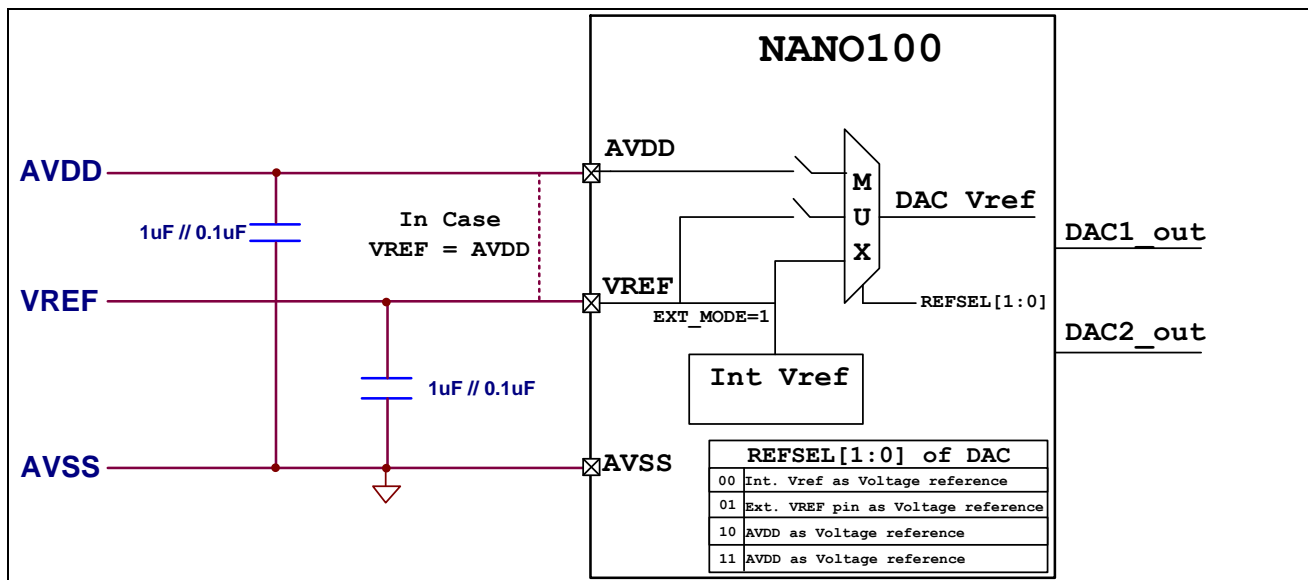 NANO100
AVDD
AVDD
1uF // 0.1uF
In Case
VREF = AVDD
M
U
X
DAC Vref
DAC1_out
VREF
VREF
EXT_MODE=1
REFSEL[1:0]
DAC2_out
1uF // 0.1uF
Int Vref
AVSS
AVSS
REFSEL[1:0] of DAC
00 Int. Vref as Voltage reference
01 Ext. VREF pin as Voltage reference
10 AVDD as Voltage reference
11 AVDD as Voltage reference